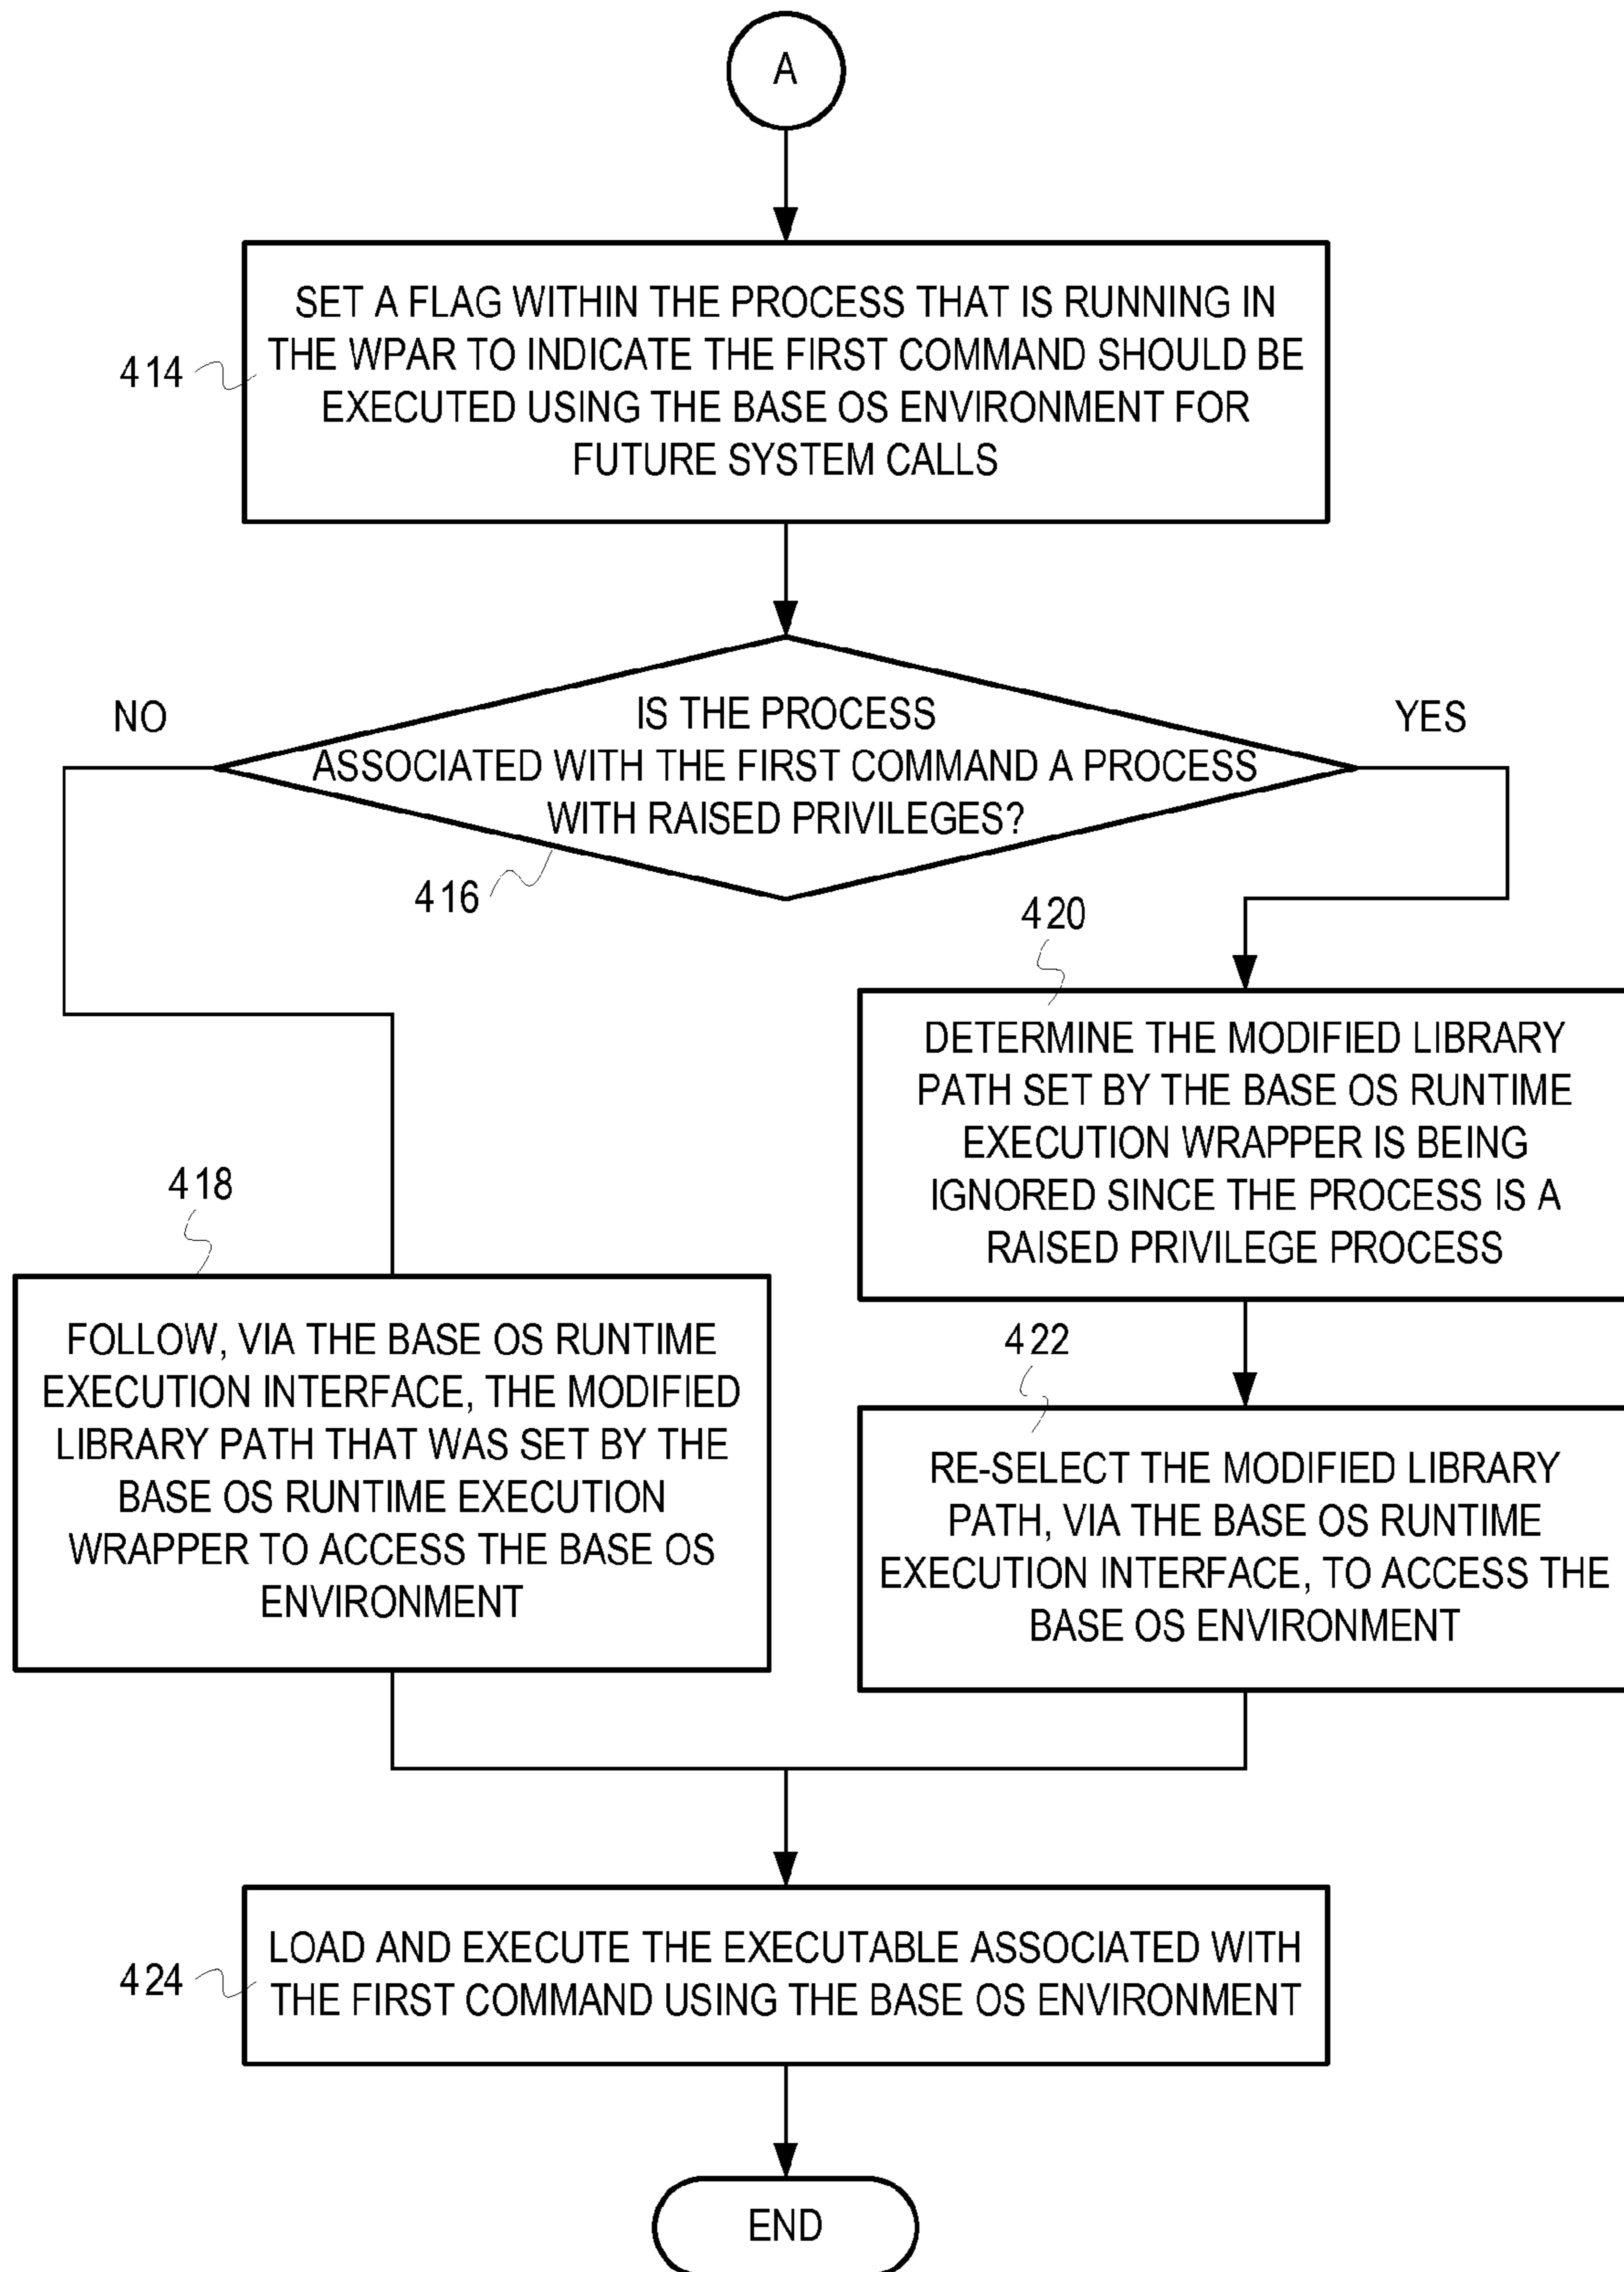 A
SET A FLAG WITHIN THE PROCESS THAT IS RUNNING IN
THE WPAR TO INDICATE THE FIRST COMMAND SHOULD BE
EXECUTED USING THE BASE OS ENVIRONMENT FOR
FUTURE SYSTEM CALLS
414
IS THE PROCESS
ASSOCIATED WITH THE FIRST COMMAND A PROCESS
WITH RAISED PRIVILEGES?
NO
YES
416
420
DETERMINE THE MODIFIED LIBRARY
PATH SET BY THE BASE OS RUNTIME
EXECUTION WRAPPER IS BEING
IGNORED SINCE THE PROCESS IS A
RAISED PRIVILEGE PROCESS
418
FOLLOW, VIA THE BASE OS RUNTIME
EXECUTION INTERFACE, THE MODIFIED
LIBRARY PATH THAT WAS SET BY THE
BASE OS RUNTIME EXECUTION
WRAPPER TO ACCESS THE BASE OS
ENVIRONMENT
422
RE-SELECT THE MODIFIED LIBRARY
PATH, VIA THE BASE OS RUNTIME
EXECUTION INTERFACE, TO ACCESS THE
BASE OS ENVIRONMENT
424
LOAD AND EXECUTE THE EXECUTABLE ASSOCIATED WITH
THE FIRST COMMAND USING THE BASE OS ENVIRONMENT
END